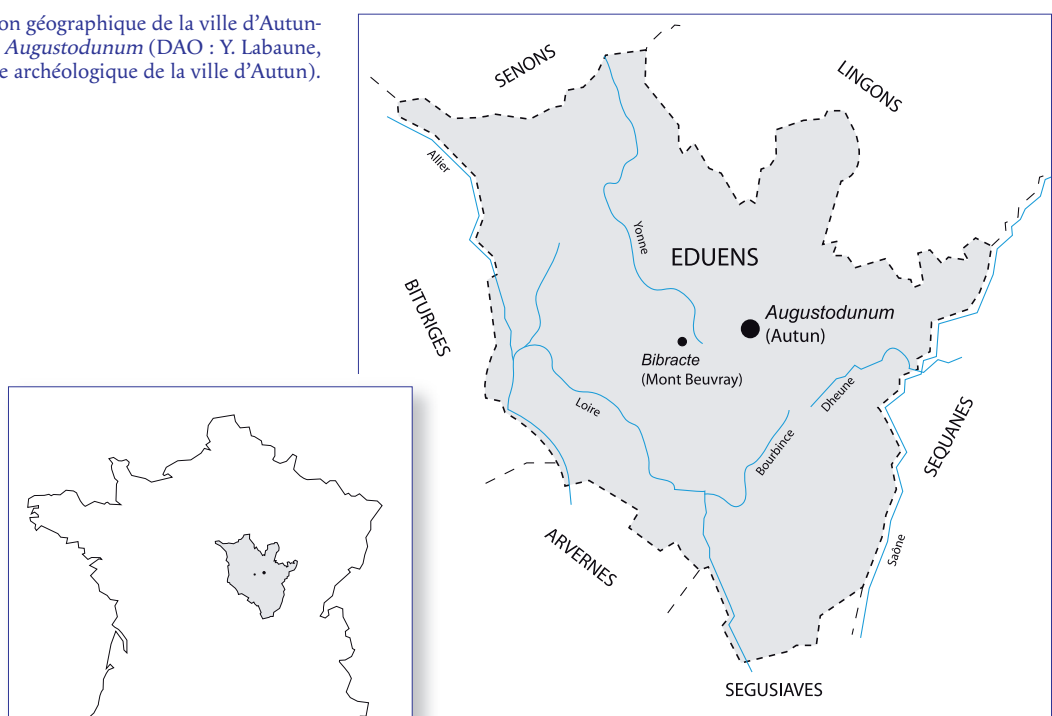 on géographique de la ville d'Autun-
Augustodunum (DAO : Y. Labaune,
e archéologique de la ville d'Autun).
SENONS
LINGONS
Allier
Yonne
EDUENS
BITURIGES
Augustodunum
(Autun)
Bibracte
(Mont Beuvray)
Loire
Dheune
Bourbince
SEQUANES
ARVERNES
Saône
SEGUSIAVES